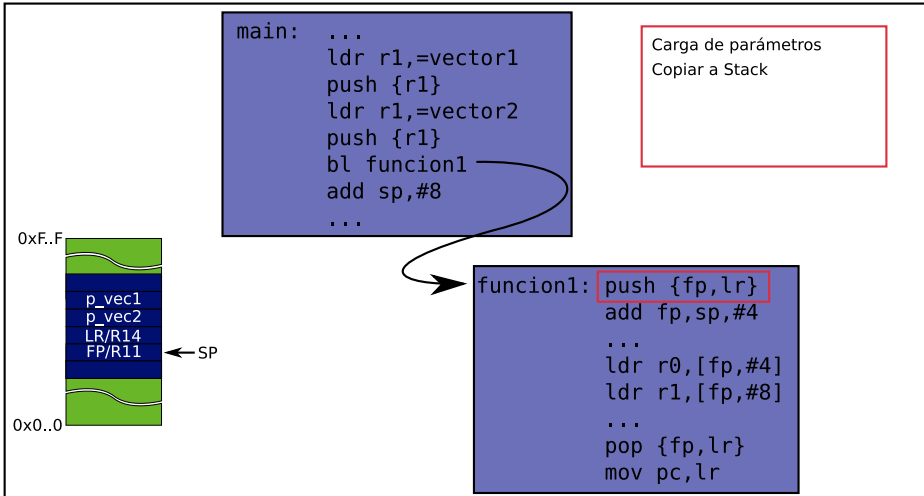 main: ...
ldr r1,=vector1
push {r1}
ldr r1,=vector2
push {r1}
bl funcion1
add sp,#8
...
Carga de parámetros
Copiar a Stack
0xF..F
p_vec1
p_vec2
LR/R14
FP/R11
SP
0x0..0
funcion1: push {fp,lr}
add fp,sp,#4
...
ldr r0,[fp,#4]
ldr r1,[fp,#8]
...
pop {fp,lr}
mov pc,lr